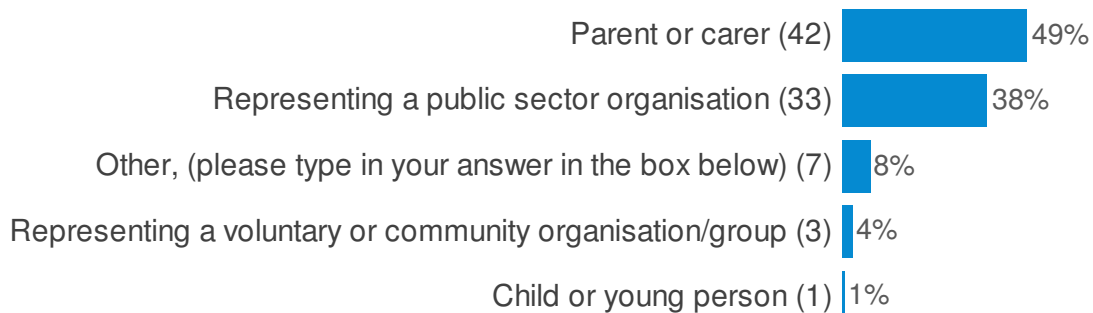 Parent or carer (42) 49%
Representing a public sector organisation (33) 38%
Other, (please type in your answer in the box below) (7) 8%
Representing a voluntary or community organisation/group (3) 4%
Child or young person (1) 1%